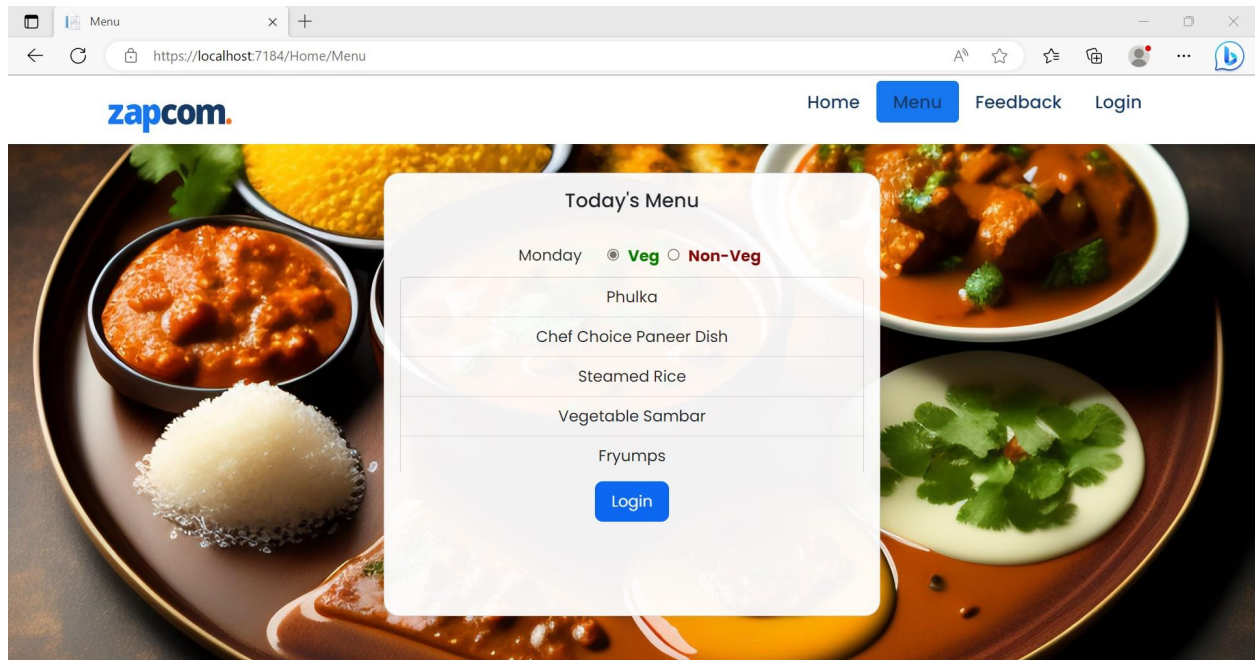 Menu
https://localhost:7184/Home/Menu
zapcom.
Home Menu Feedback Login
Today's Menu
Monday Veg Non-Veg
Phulka
Chef Choice Paneer Dish
Steamed Rice
Vegetable Sambar
Fryumps
Login